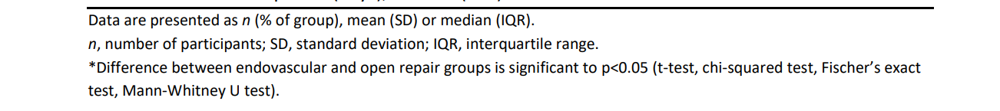 Data are presented as n (% of group), mean (SD) or median (IQR).
n, number of participants; SD, standard deviation; IQR, interquartile range.
*Difference between endovascular and open repair groups is significant to p<0.05 (t-test, chi-squared test, Fischer’s exact
test, Mann-Whitney U test).